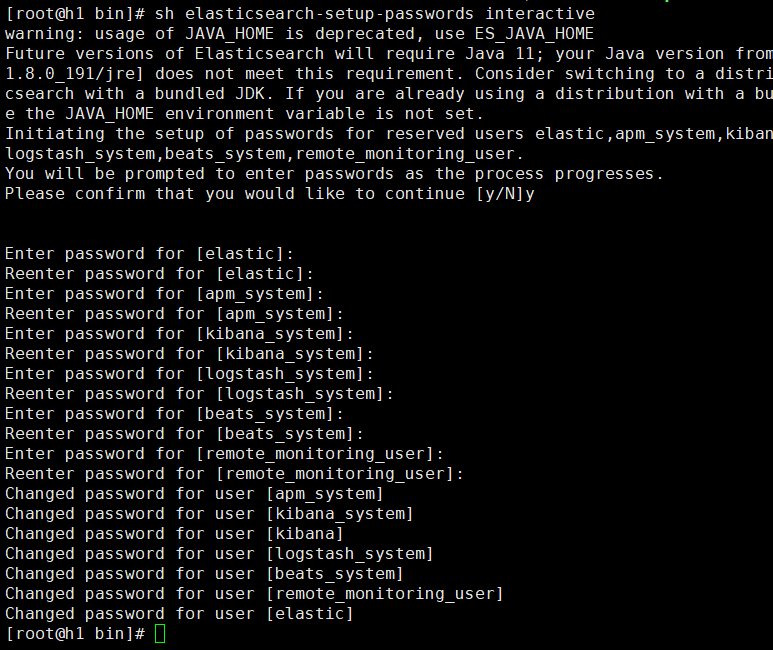 [root@h1 bin]# sh elasticsearch-setup-passwords interactive
warning: usage of JAVA_HOME is deprecated, use ES_JAVA_HOME
Future versions of Elasticsearch will require Java 11; your Java version from
1.8.0_191/jre] does not meet this requirement. Consider switching to a distri
csearch with a bundled JDK. If you are already using a distribution with a bu
e the JAVA_HOME environment variable is not set.
Initiating the setup of passwords for reserved users elastic,apm_system,kiban
logstash_system,beats_system,remote_monitoring_user.
You will be prompted to enter passwords as the process progresses.
Please confirm that you would like to continue [y/N]y
Enter password for [elastic]:
Reenter password for [elastic]:
Enter password for [apm_system]:
Reenter password for [apm_system]:
Enter password for [kibana_system]:
Reenter password for [kibana_system]:
Enter password for [logstash_system]:
Reenter password for [logstash_system]:
Enter password for [beats_system]:
Reenter password for [beats_system]:
Enter password for [remote_monitoring_user]:
Reenter password for [remote_monitoring_user]:
Changed password for user [apm_system]
Changed password for user [kibana_system]
Changed password for user [kibana]
Changed password for user [logstash_system]
Changed password for user [beats_system]
Changed password for user [remote_monitoring_user]
Changed password for user [elastic]
[root@h1 bin]#